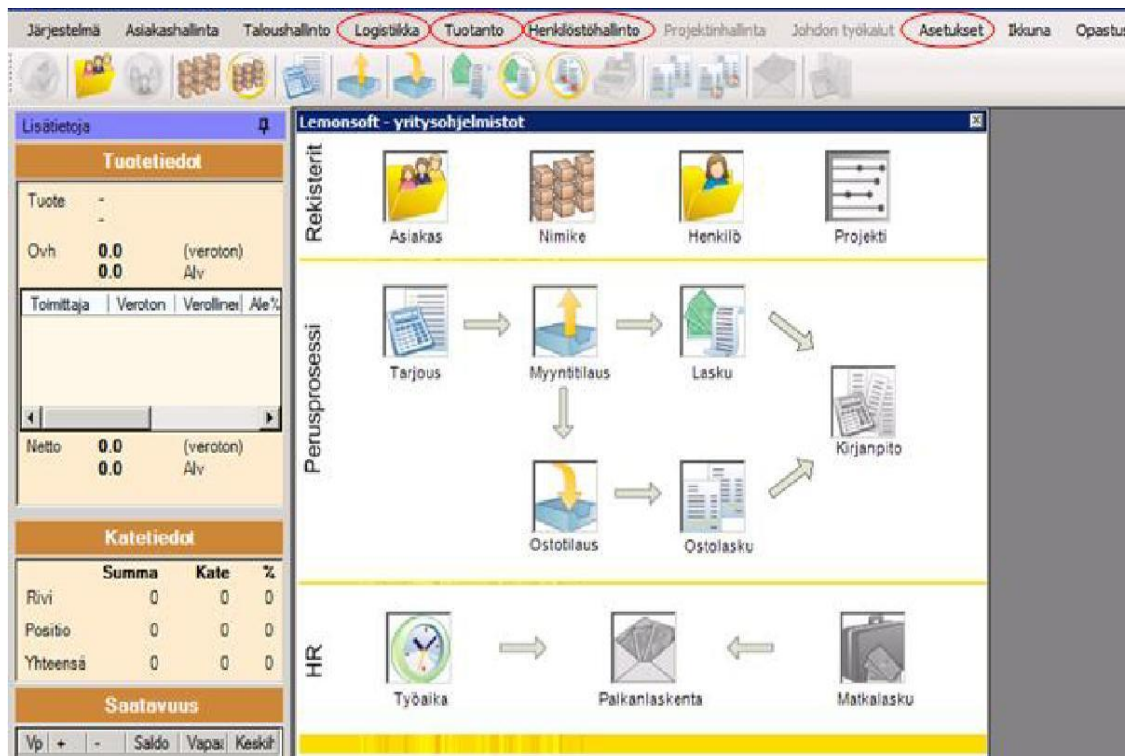 Järjestelmä Asiakashallinta Taloushallinto Logistiikka Tuotanto Henkilöstöhallinto Projektinhallinta Johdon työkalut Asetukset Ikkuna Opastus
Lisätietoja
Tuotetiedot
Tuote -
-
Ovh 0.0 (veroton)
0.0 Alv
Toimittaja Veroton Verolliner Ale%
Netto 0.0 (veroton)
0.0 Alv
Katetiedot
Summa Kate %
Rivi 0 0 0
Positio 0 0 0
Yhteensä 0 0 0
Saatavuus
Vp + - Saldo Vapaa Keskih
Lemonsoft - yritysohjelmistot
Rekisterit
Asiakas Nimike Henkilö Projekti
Perusprosessi
Tarjous Myyntitilaus Lasku
Kirjanpito
Ostotilaus Ostolasku
HR
Työaika Palkanlaskenta Matkalasku